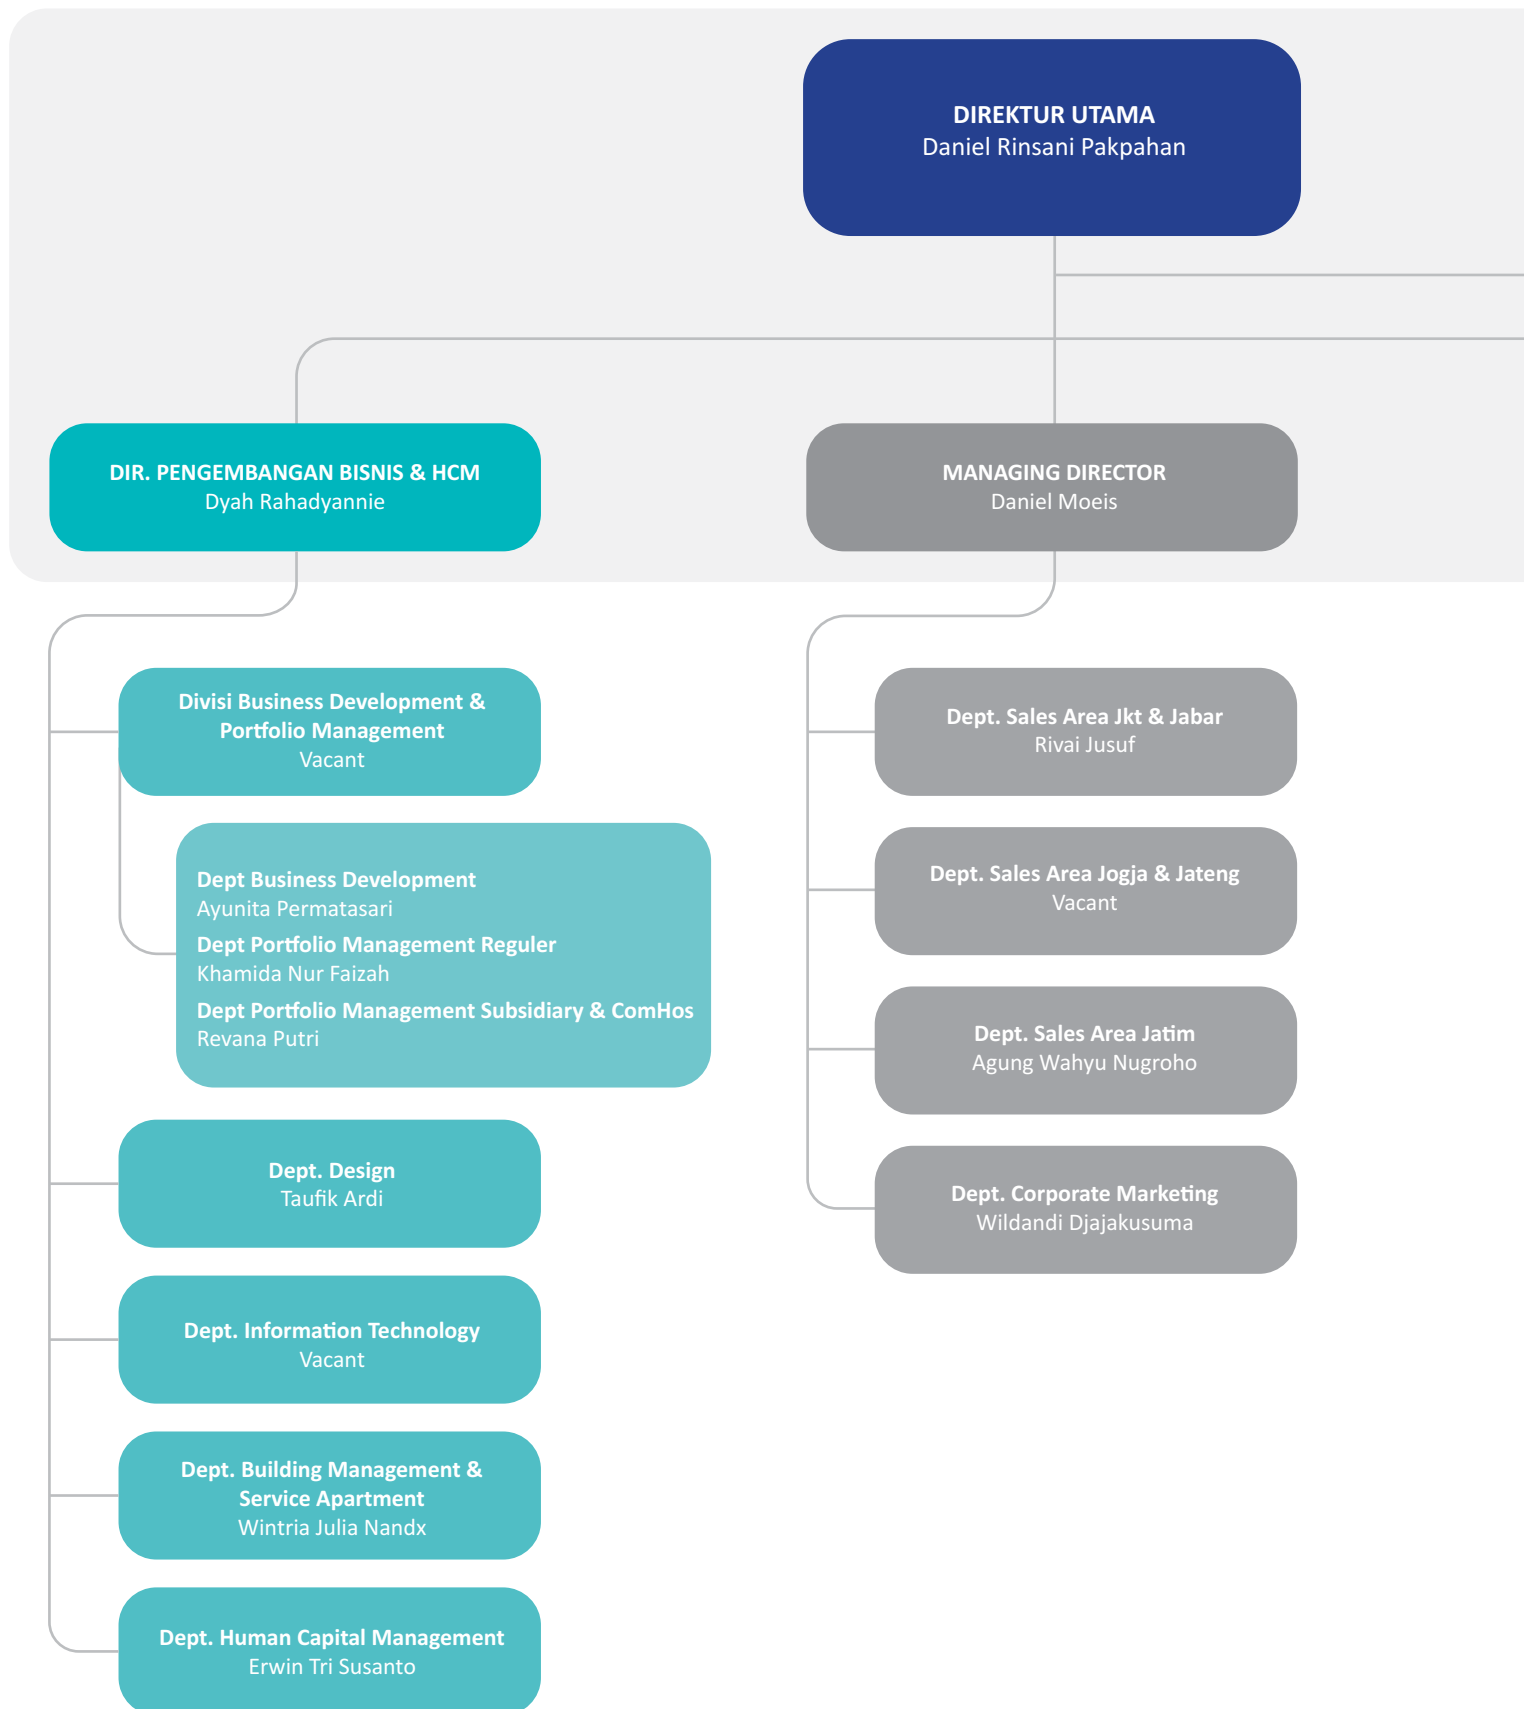 DIREKTUR UTAMA
Daniel Rinsani Pakpahan
DIR. PENGEMBANGAN BISNIS & HCM
Dyah Rahadyannie
MANAGING DIRECTOR
Daniel Moeis
Divisi Business Development &
Portfolio Management
Vacant
Dept Business Development
Ayunita Permatasari
Dept Portfolio Management Reguler
Khamida Nur Faizah
Dept Portfolio Management Subsidiary & ComHos
Revana Putri
Dept. Design
Taufik Ardi
Dept. Information Technology
Vacant
Dept. Building Management &
Service Apartment
Wintria Julia Nandx
Dept. Human Capital Management
Erwin Tri Susanto
Dept. Sales Area Jkt & Jabar
Rivai Jusuf
Dept. Sales Area Jogja & Jateng
Vacant
Dept. Sales Area Jatim
Agung Wahyu Nugroho
Dept. Corporate Marketing
Wildandi Djajakusuma